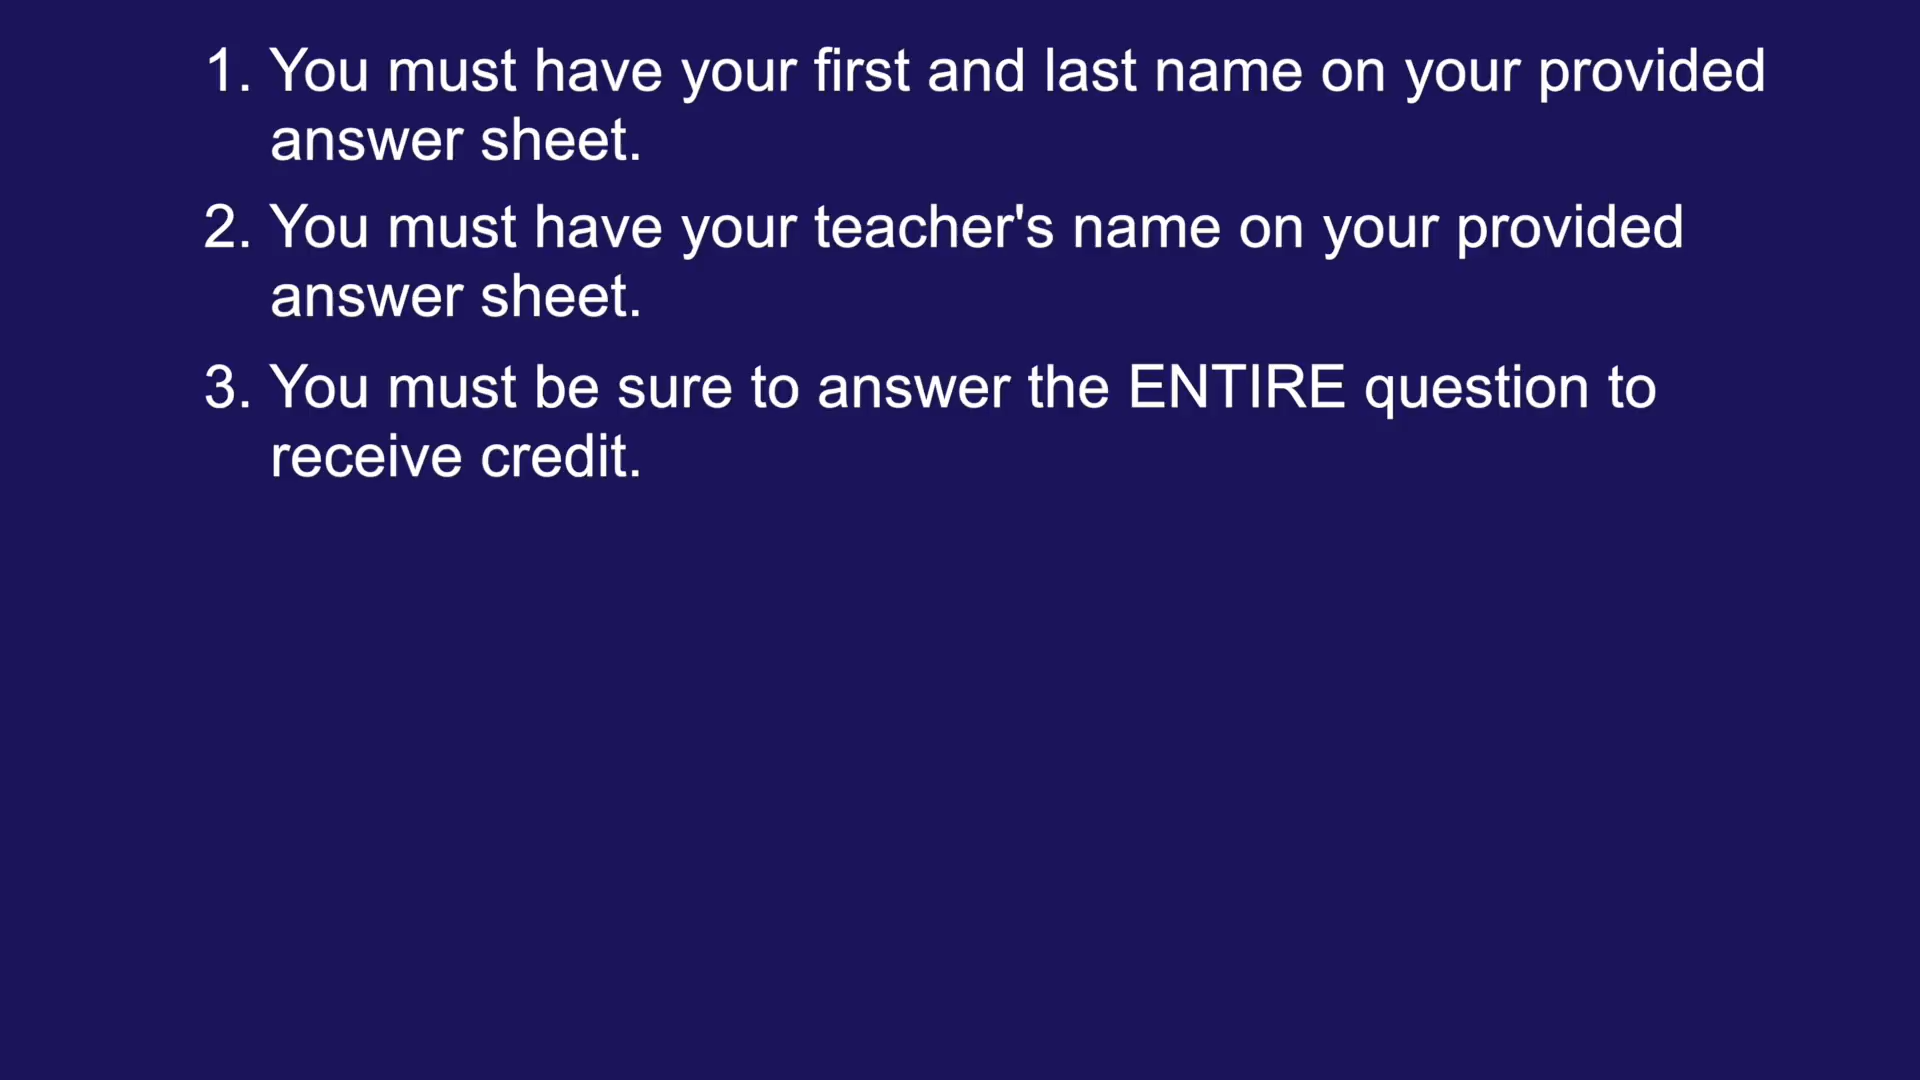 1. You must have your first and last name on your provided
answer sheet.
2. You must have your teacher's name on your provided
answer sheet.
3. You must be sure to answer the ENTIRE question to
receive credit.